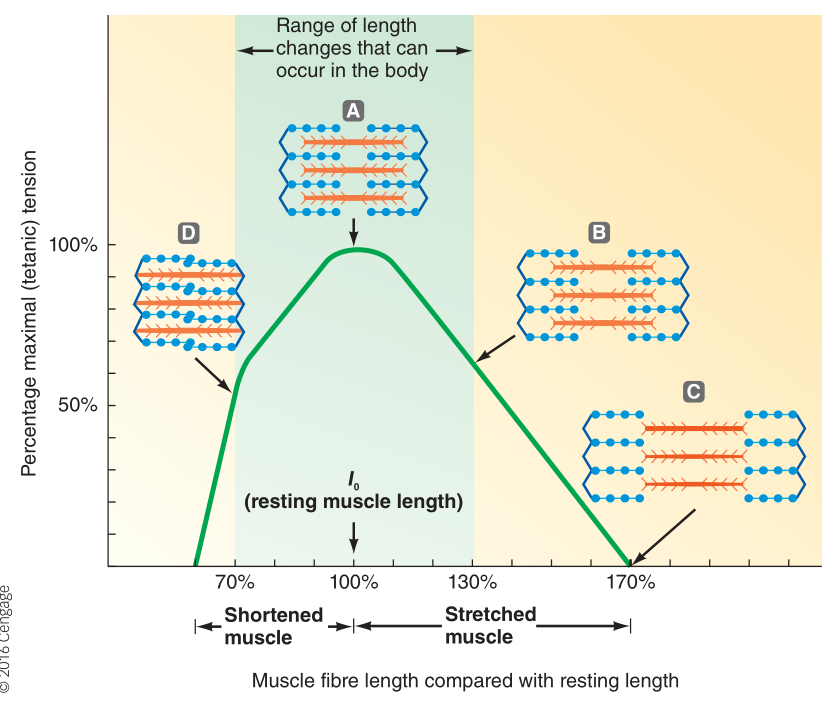 Range of length
changes that can
occur in the body
A
D
B
C
100%
50%
Percentage maximal (tetanic) tension
l₀
(resting muscle length)
70%
100%
130%
170%
Shortened
muscle
Stretched
muscle
Muscle fibre length compared with resting length
© 2016 Cengage